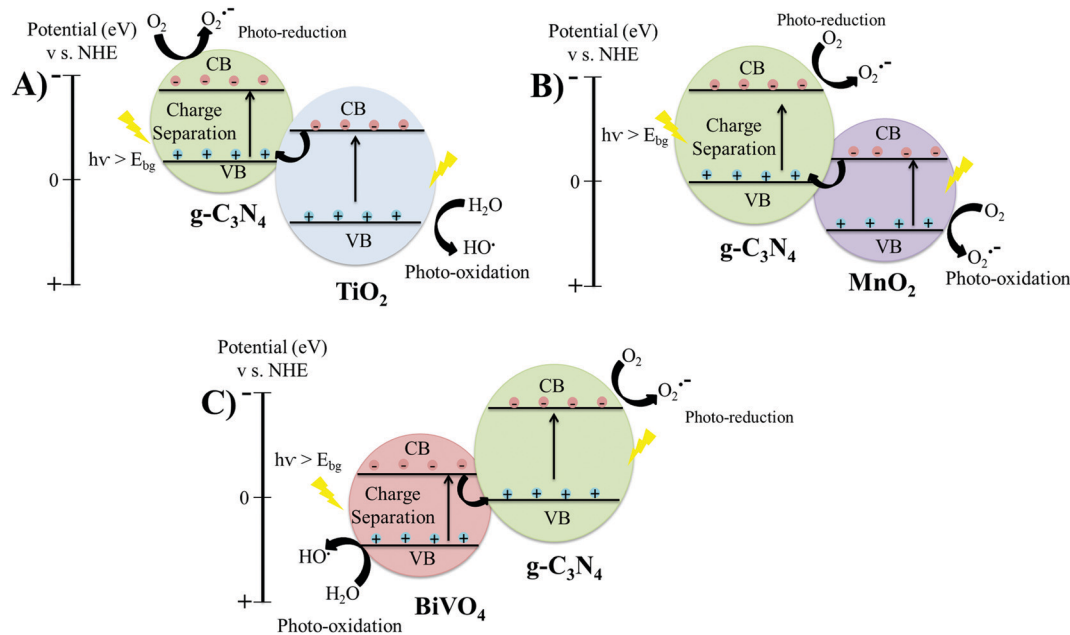 Potential (eV)
v s. NHE
A)
-
0
+
O₂
O₂·-
Photo-reduction
CB
- - - -
Charge
Separation
hν > Ebg
+ + + +
VB
g-C₃N₄
CB
- - - -
+ + + +
VB
TiO₂
H₂O
HO·
Photo-oxidation
Potential (eV)
v s. NHE
B)
-
0
+
Photo-reduction
O₂
O₂·-
CB
- - - -
Charge
Separation
hν > Ebg
+ + + +
VB
g-C₃N₄
CB
- - - -
+ + + +
VB
MnO₂
O₂
O₂·-
Photo-oxidation
Potential (eV)
v s. NHE
C)
-
0
+
hν > Ebg
CB
- - - -
Charge
Separation
+ + + +
VB
HO·
H₂O
BiVO₄
Photo-oxidation
CB
- - - -
+ + + +
VB
g-C₃N₄
O₂
O₂·-
Photo-reduction